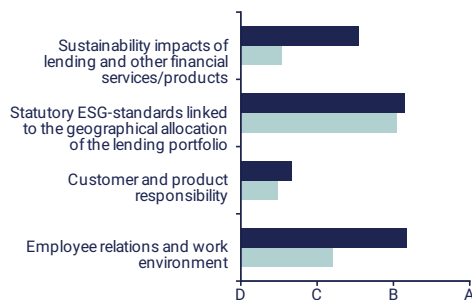 Sustainability impacts of
lending and other financial
services/products
Statutory ESG-standards linked
to the geographical allocation
of the lending portfolio
Customer and product
responsibility
Employee relations and work
environment
D C B A